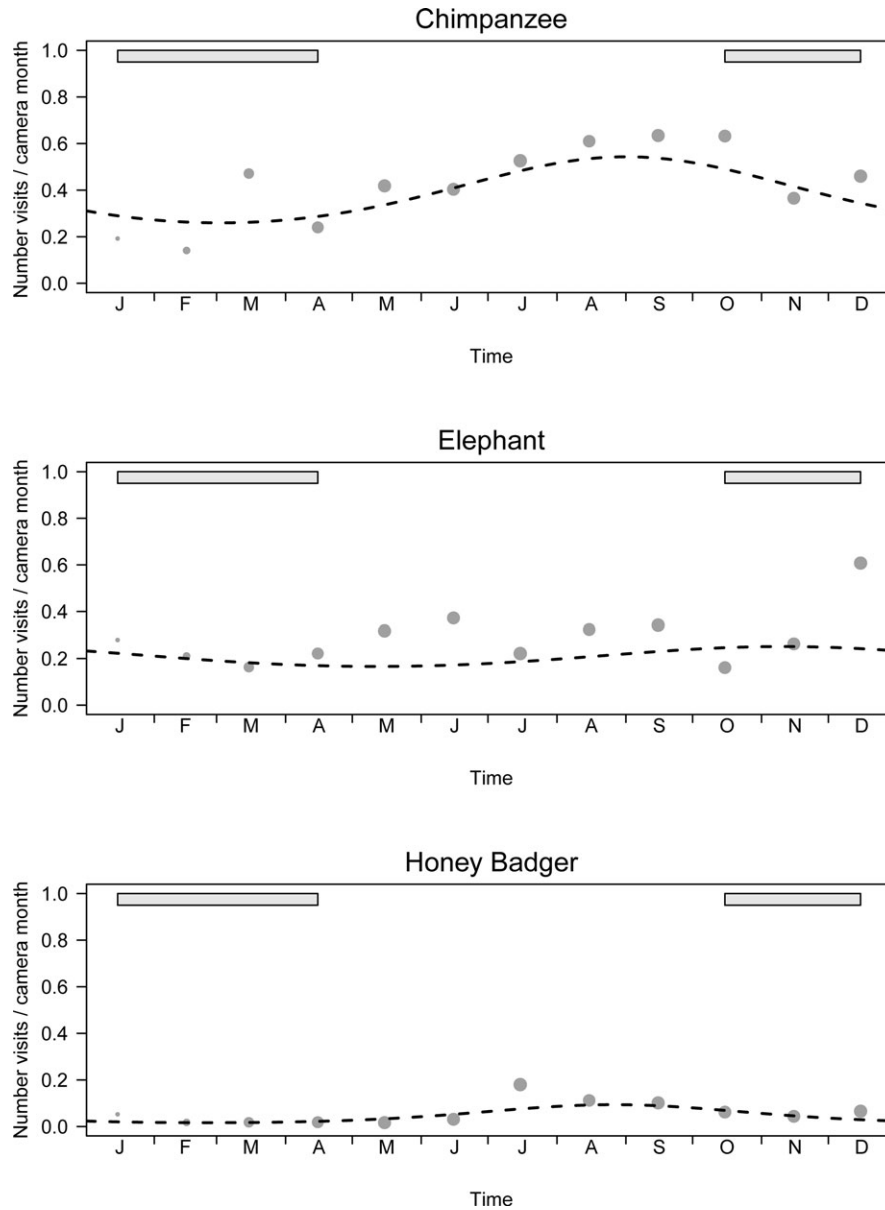 Chimpanzee
Number visits / camera month
1.0
0.8
0.6
0.4
0.2
0.0
J F M A M J J A S O N D
Time
Elephant
Number visits / camera month
1.0
0.8
0.6
0.4
0.2
0.0
J F M A M J J A S O N D
Time
Honey Badger
Number visits / camera month
1.0
0.8
0.6
0.4
0.2
0.0
J F M A M J J A S O N D
Time